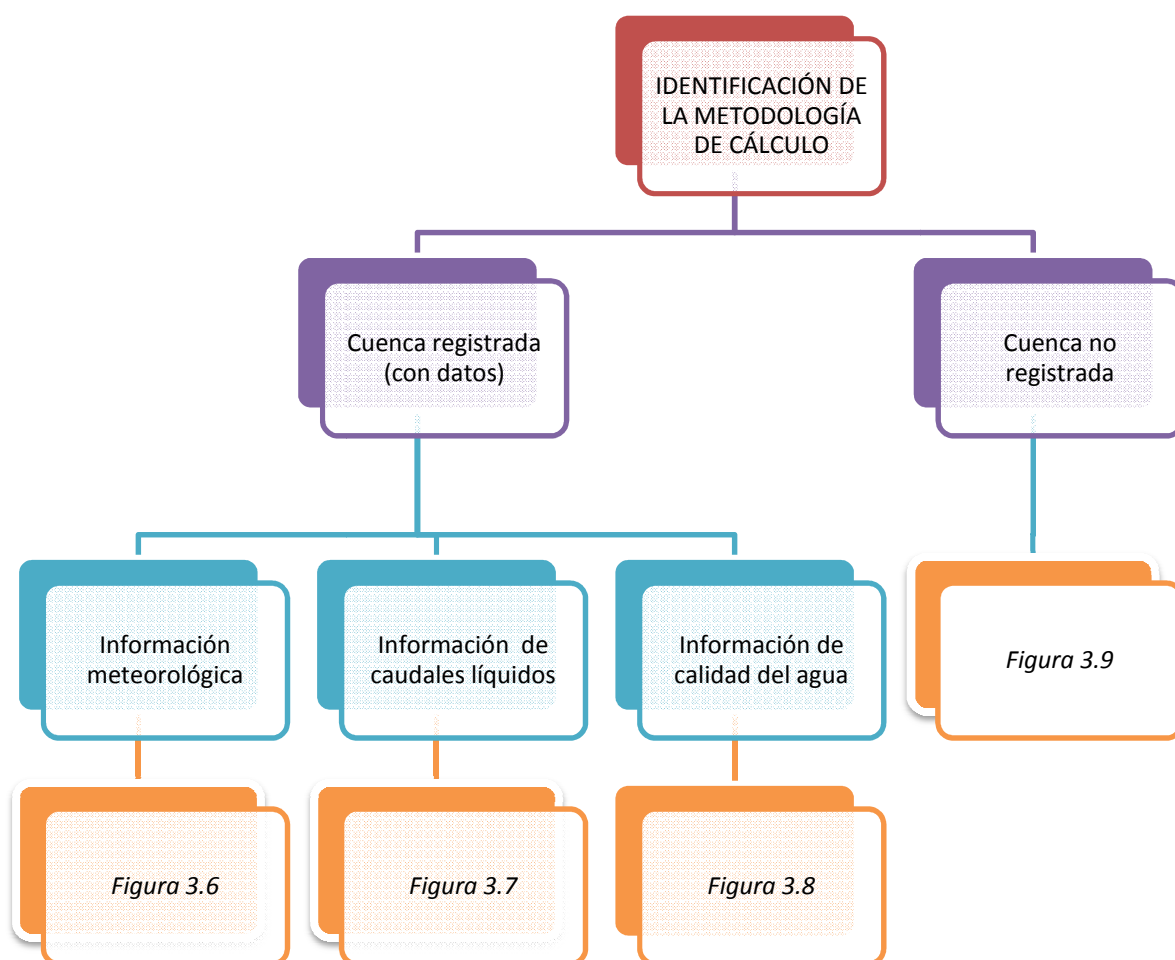 IDENTIFICACIÓN DE
LA METODOLOGÍA
DE CÁLCULO
Cuenca registrada
(con datos)
Cuenca no
registrada
Información
meteorológica
Información de
caudales líquidos
Información de
calidad del agua
Figura 3.9
Figura 3.6
Figura 3.7
Figura 3.8